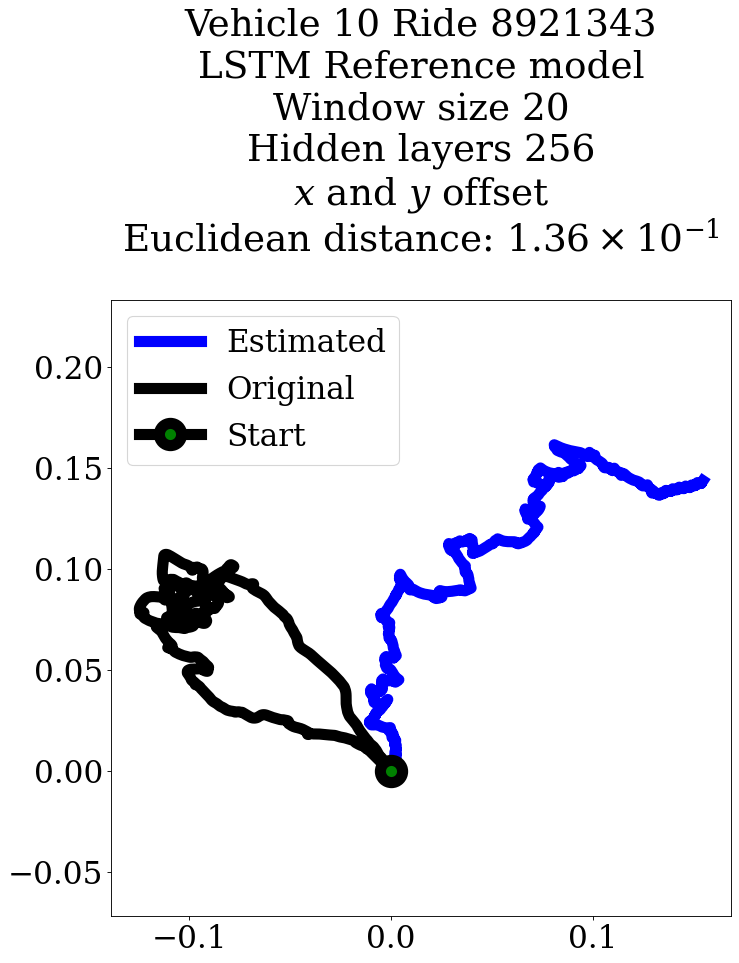 Vehicle 10 Ride 8921343
LSTM Reference model
Window size 20
Hidden layers 256
x and y offset
Euclidean distance: 1.36 × 10⁻¹
Estimated
Original
Start
0.20
0.15
0.10
0.05
0.00
−0.05
−0.1 0.0 0.1